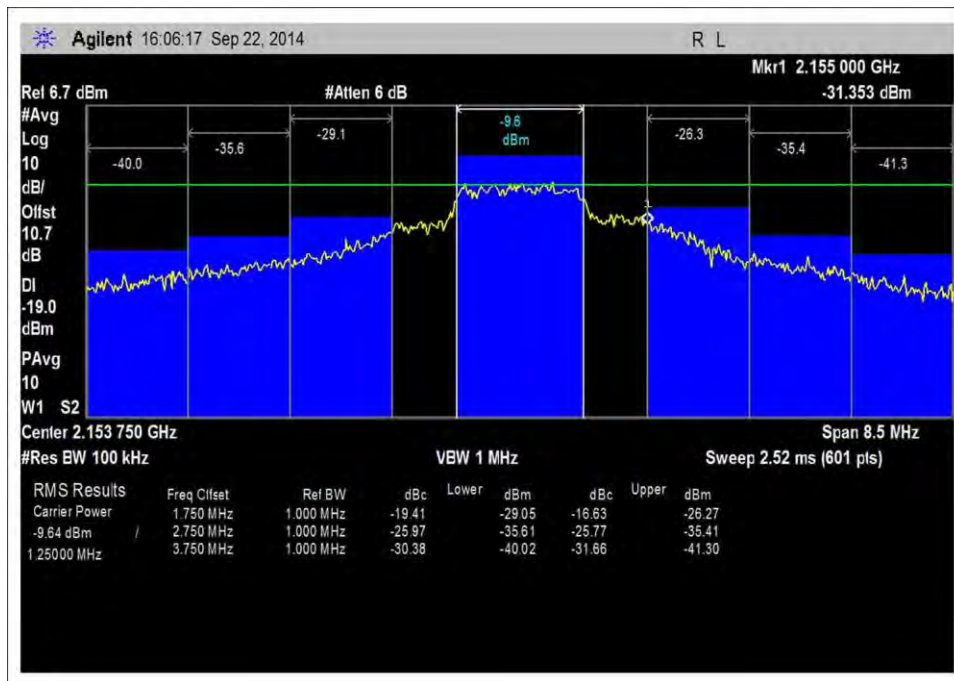 Agilent 16:06:17 Sep 22, 2014 R L
Mkr1 2.155 000 GHz
Ref 6.7 dBm #Atten 6 dB -31.353 dBm
#Avg
Log
10
dB/
Offst
10.7
dB
DI
-19.0
dBm
PAvg
10
W1 S2
-40.0 -35.6 -29.1 -9.6 dBm -26.3 -35.4 -41.3
1
Center 2.153 750 GHz Span 8.5 MHz
#Res BW 100 kHz VBW 1 MHz Sweep 2.52 ms (601 pts)
RMS Results Freq Offset Ref BW dBc Lower dBm dBc Upper dBm
Carrier Power 1.750 MHz 1.000 MHz -19.41 -29.05 -16.63 -26.27
-9.64 dBm / 2.750 MHz 1.000 MHz -25.97 -35.61 -25.77 -35.41
1.25000 MHz 3.750 MHz 1.000 MHz -30.38 -40.02 -31.66 -41.30